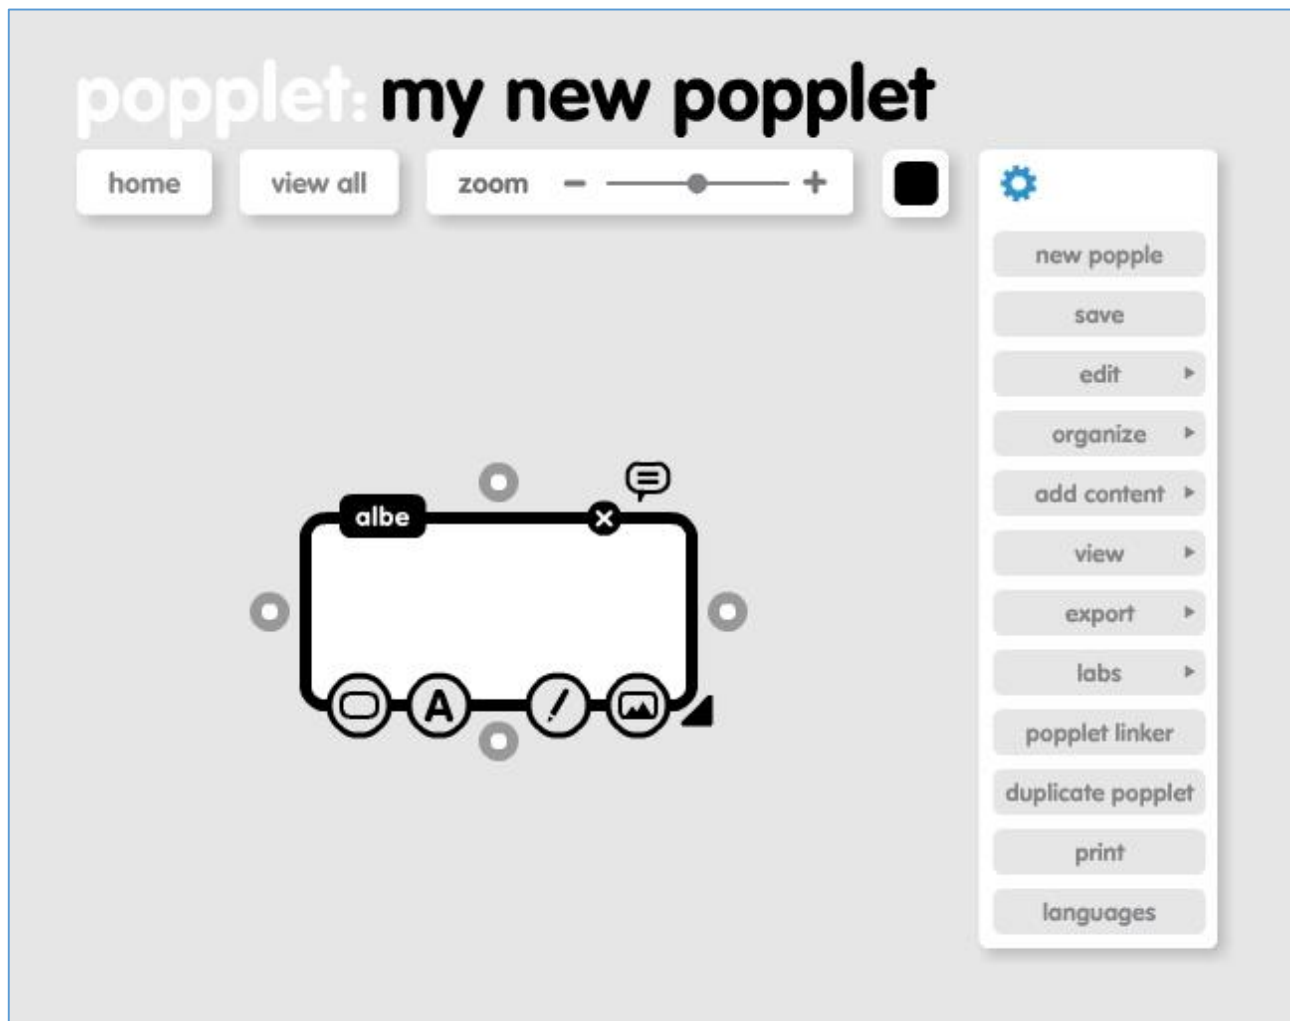 popplet: my new popplet
home view all zoom
new popple
save
edit
organize
add content
view
export
labs
popplet linker
duplicate popplet
print
languages
albe
A